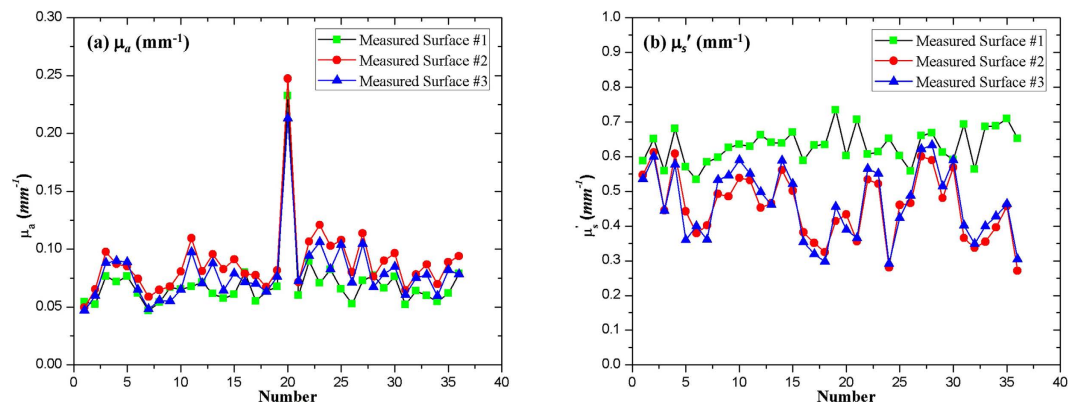 (a) μa (mm-1)
Measured Surface #1
Measured Surface #2
Measured Surface #3
0.30
0.25
0.20
0.15
0.10
0.05
0.00
μa (mm-1)
0 5 10 15 20 25 30 35 40
Number
(b) μs′ (mm-1)
Measured Surface #1
Measured Surface #2
Measured Surface #3
1.0
0.9
0.8
0.7
0.6
0.5
0.4
0.3
0.2
0.1
0.0
μs' (mm-1)
0 5 10 15 20 25 30 35 40
Number